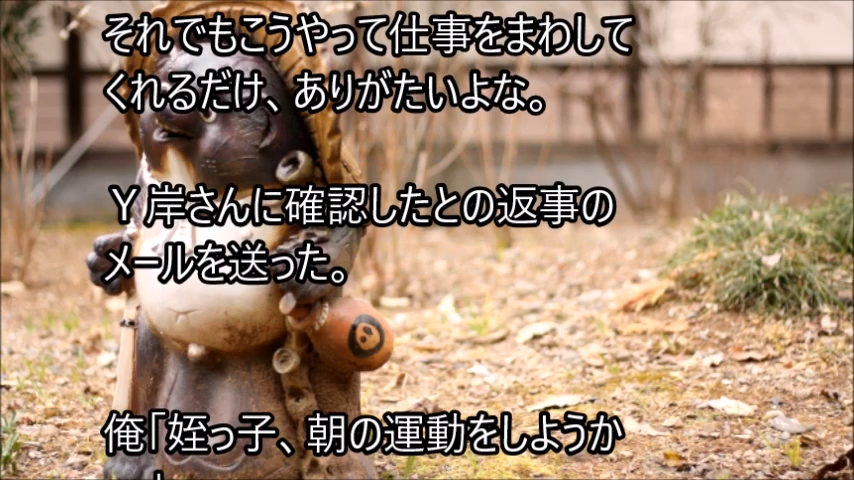 それでもこうやって仕事をまわして
くれるだけ、ありがたいよな。
Y岸さんに確認したとの返事の
メールを送った。
俺「姪っ子、朝の運動をしようか